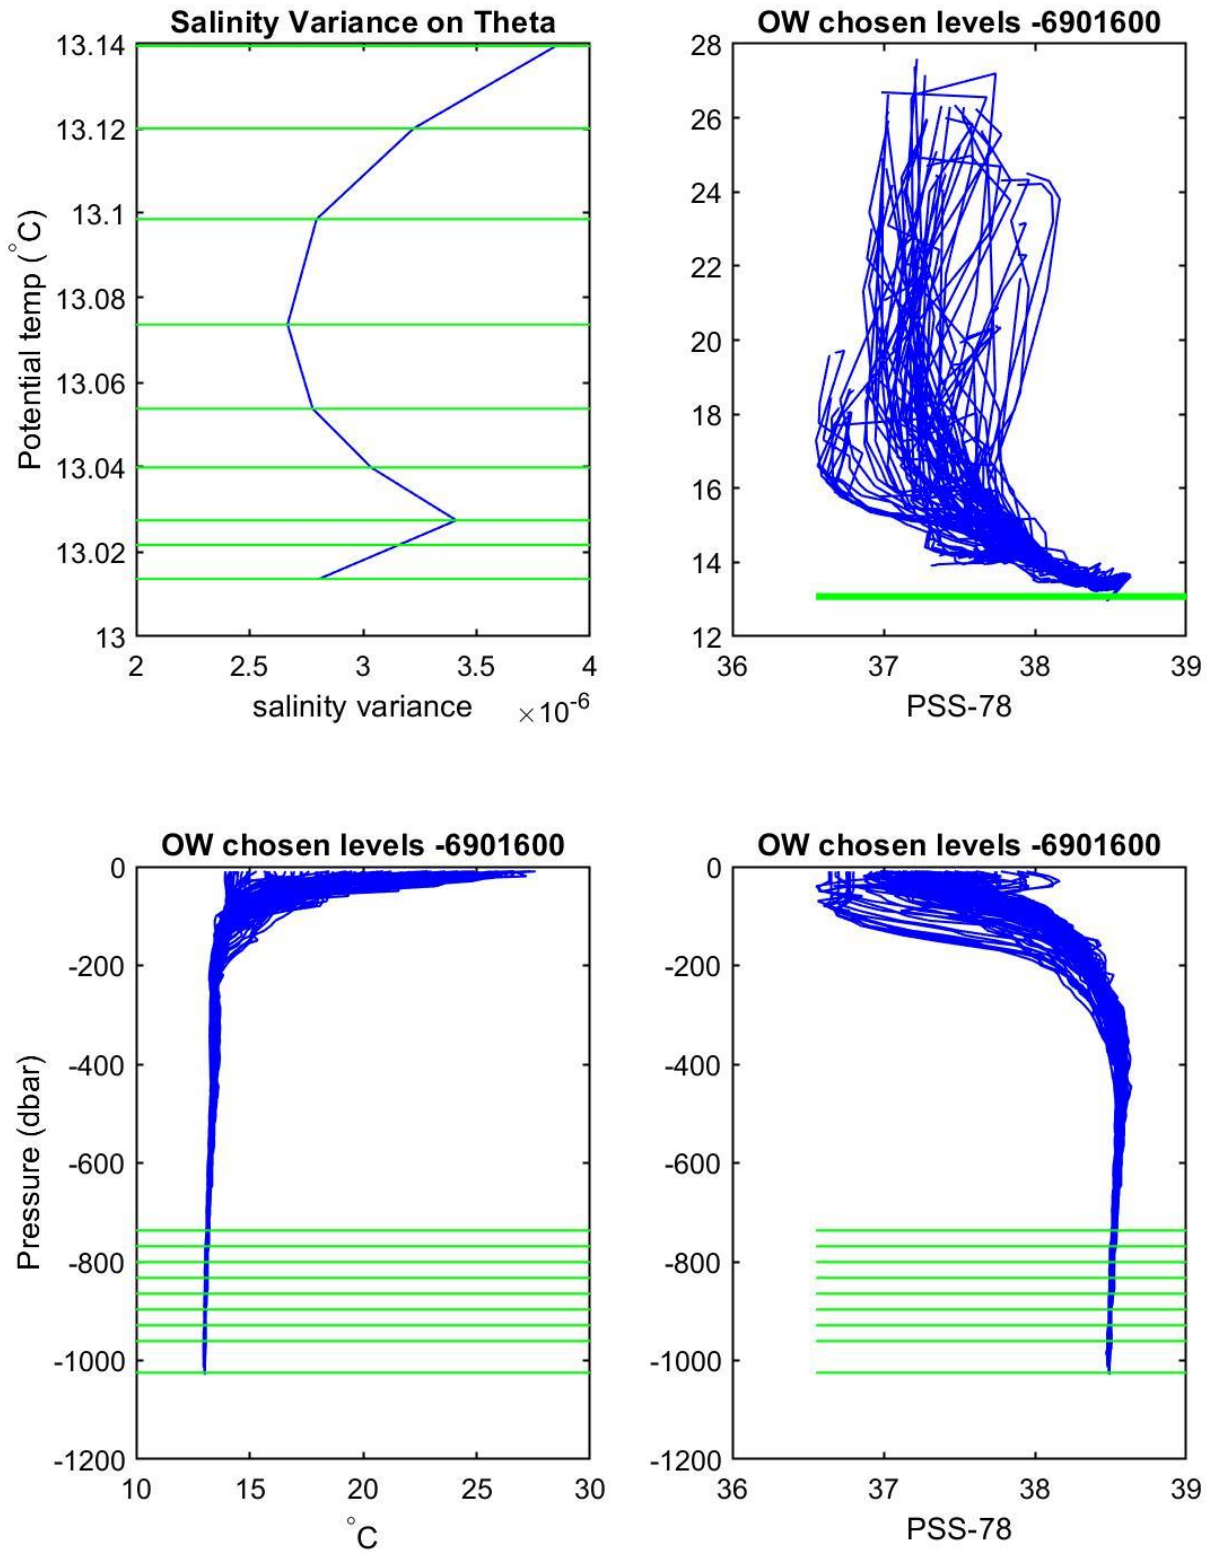 Salinity Variance on Theta
13.14
13.12
13.1
13.08
13.06
13.04
13.02
13
Potential temp (°C)
2 2.5 3 3.5 4
salinity variance ×10-6
OW chosen levels -6901600
28
26
24
22
20
18
16
14
12
36 37 38 39
PSS-78
OW chosen levels -6901600
0
-200
-400
-600
-800
-1000
-1200
Pressure (dbar)
10 15 20 25 30
°C
OW chosen levels -6901600
0
-200
-400
-600
-800
-1000
-1200
36 37 38 39
PSS-78